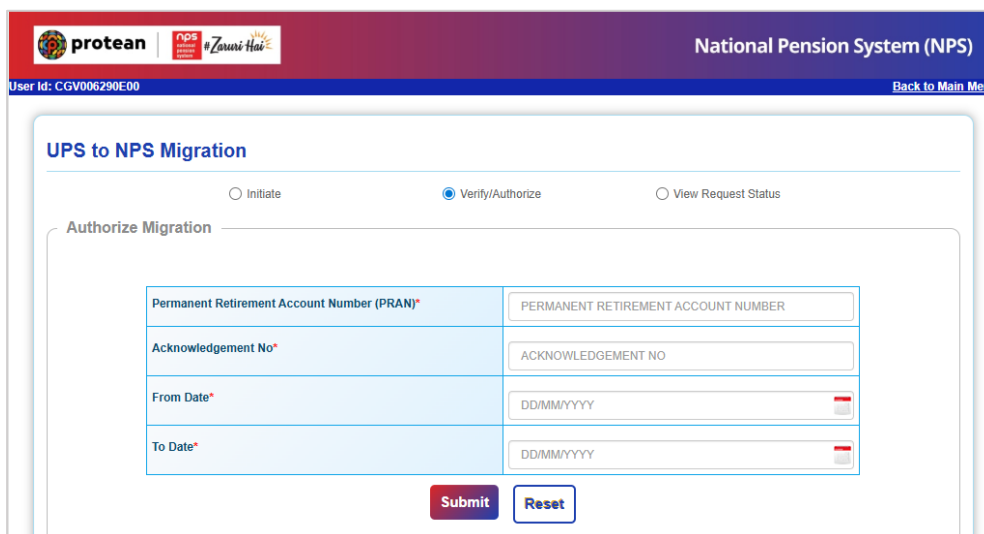 protean
nps
national
pension
system
#Zaruri Hai
National Pension System (NPS)
User Id: CGV006290E00
Back to Main Me
UPS to NPS Migration
Initiate
Verify/Authorize
View Request Status
Authorize Migration
Permanent Retirement Account Number (PRAN)*
PERMANENT RETIREMENT ACCOUNT NUMBER
Acknowledgement No*
ACKNOWLEDGEMENT NO
From Date*
DD/MM/YYYY
To Date*
DD/MM/YYYY
Submit
Reset